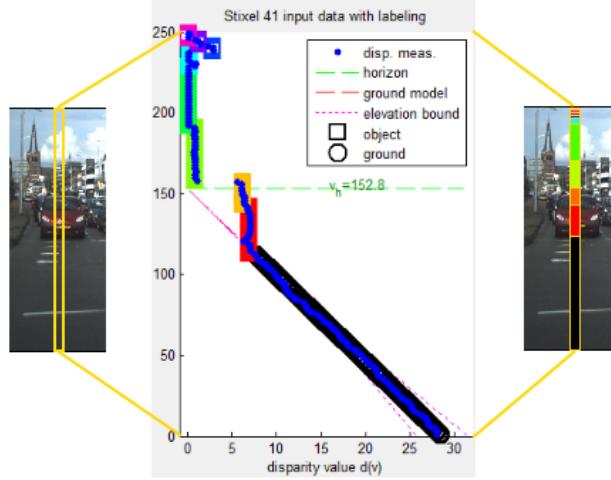 Stixel 41 input data with labeling
250
200
150
100
50
0
disp. meas.
horizon
ground model
elevation bound
object
ground
v_h=152.8
0 5 10 15 20 25 30
disparity value d(v)